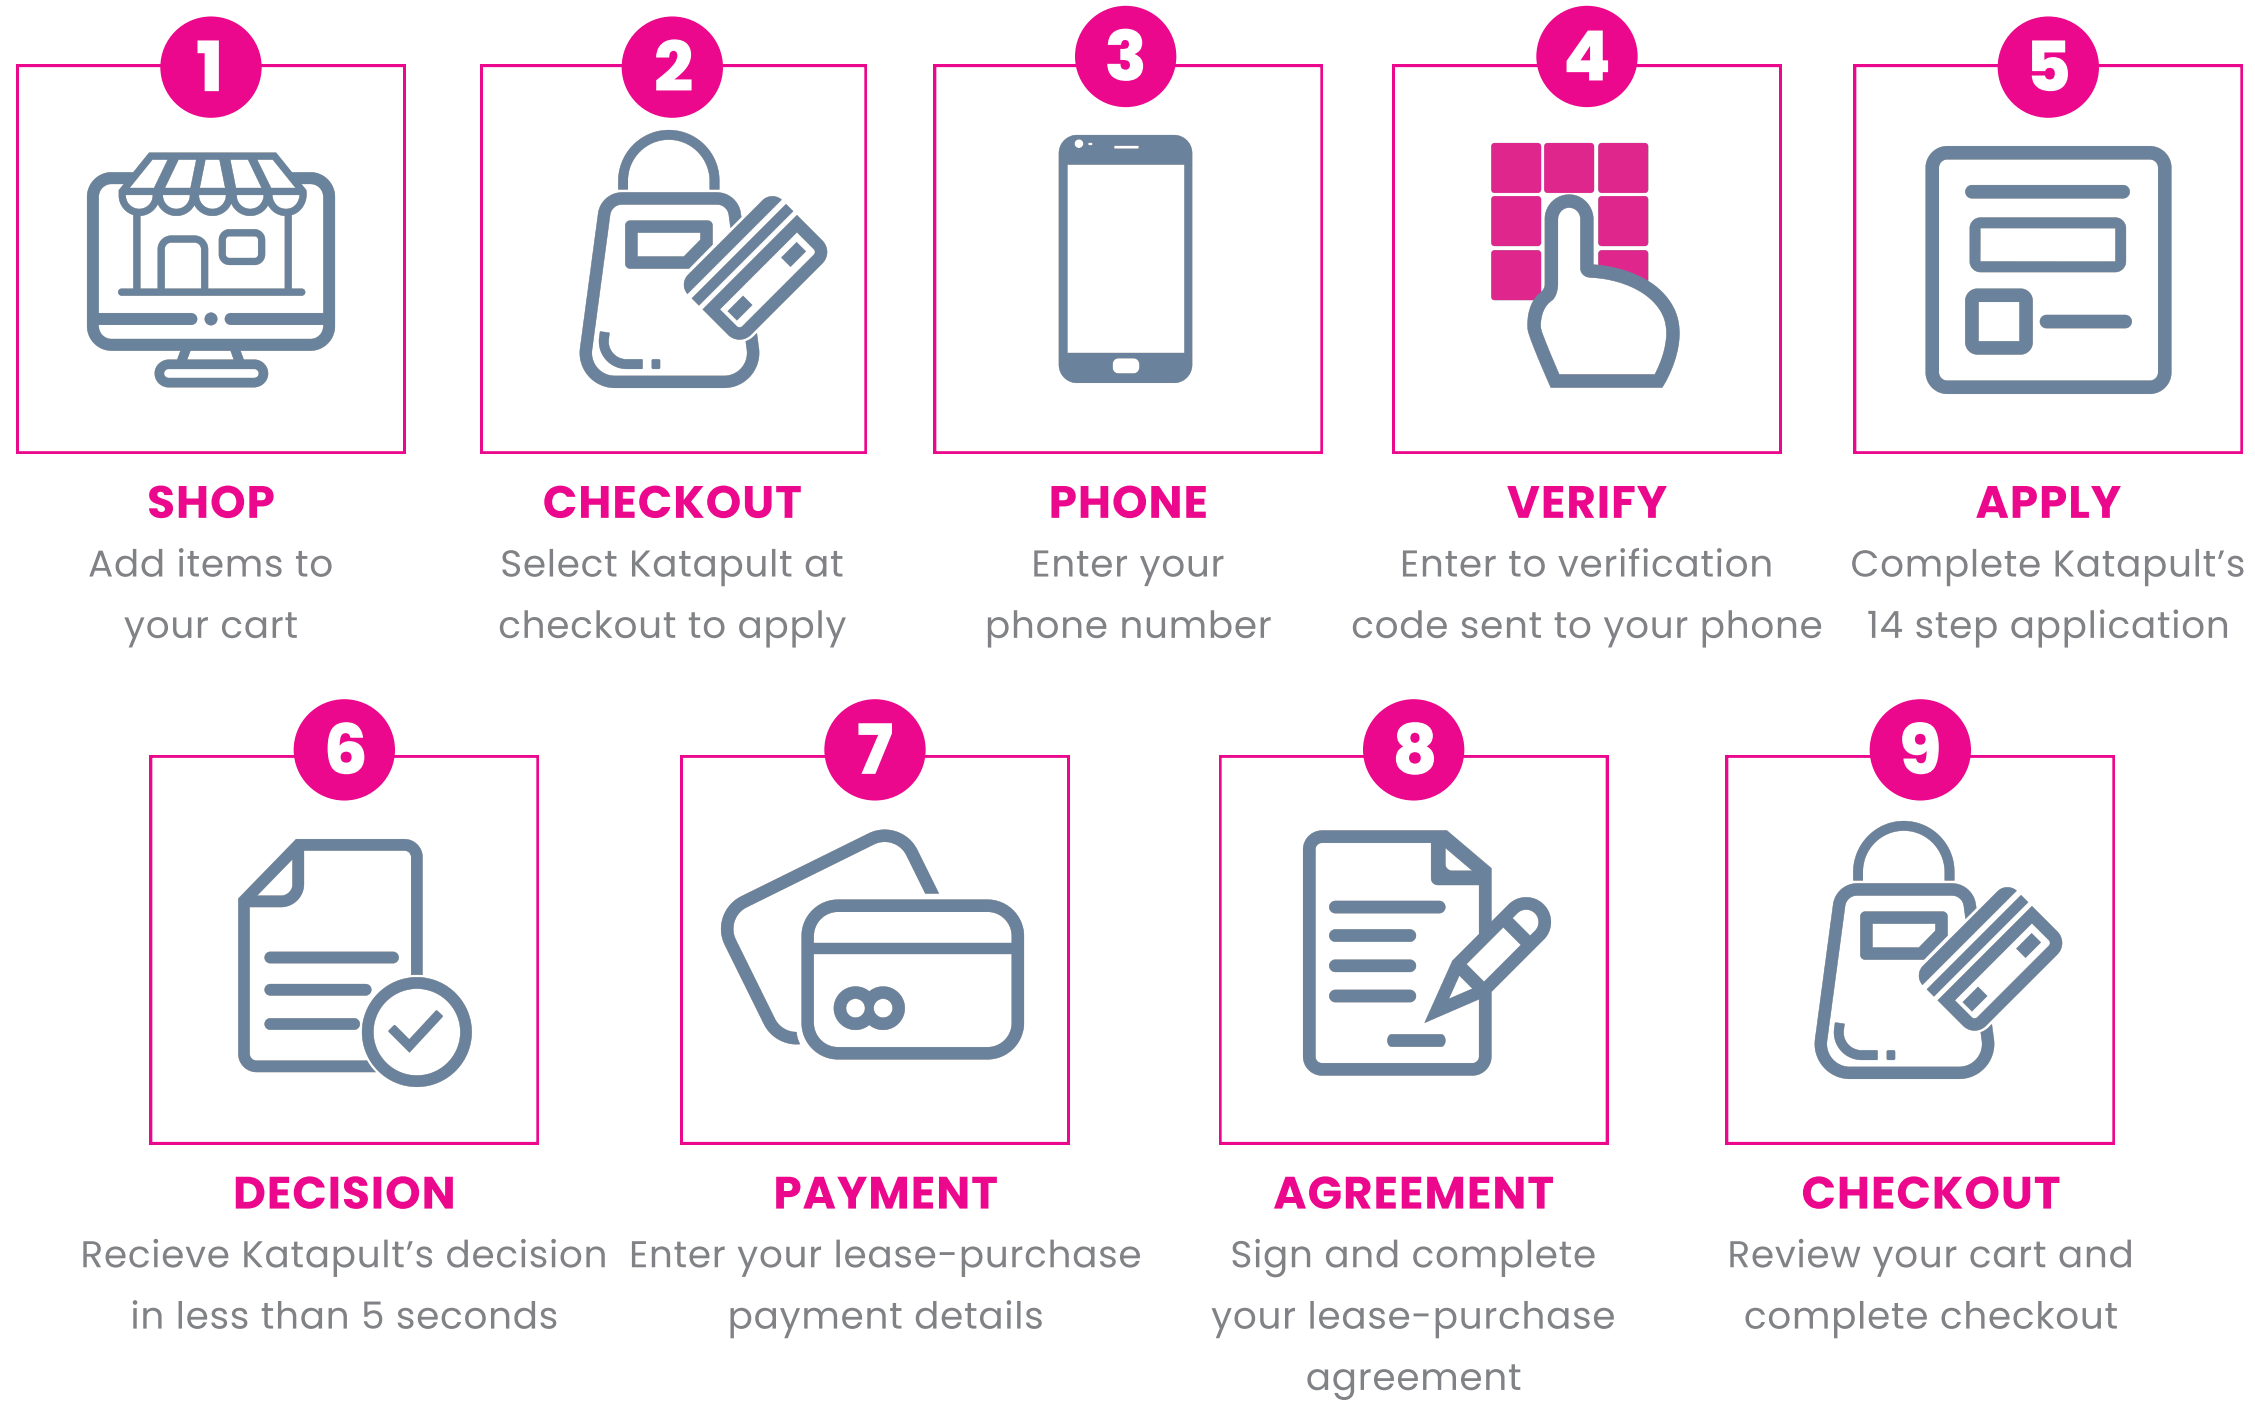 1
2
3
4
5
SHOP
Add items to
your cart
CHECKOUT
Select Katapult at
checkout to apply
PHONE
Enter your
phone number
VERIFY
Enter to verification
code sent to your phone
APPLY
Complete Katapult’s
14 step application
6
7
8
9
DECISION
Recieve Katapult’s decision
in less than 5 seconds
PAYMENT
Enter your lease-purchase
payment details
AGREEMENT
Sign and complete
your lease-purchase
agreement
CHECKOUT
Review your cart and
complete checkout